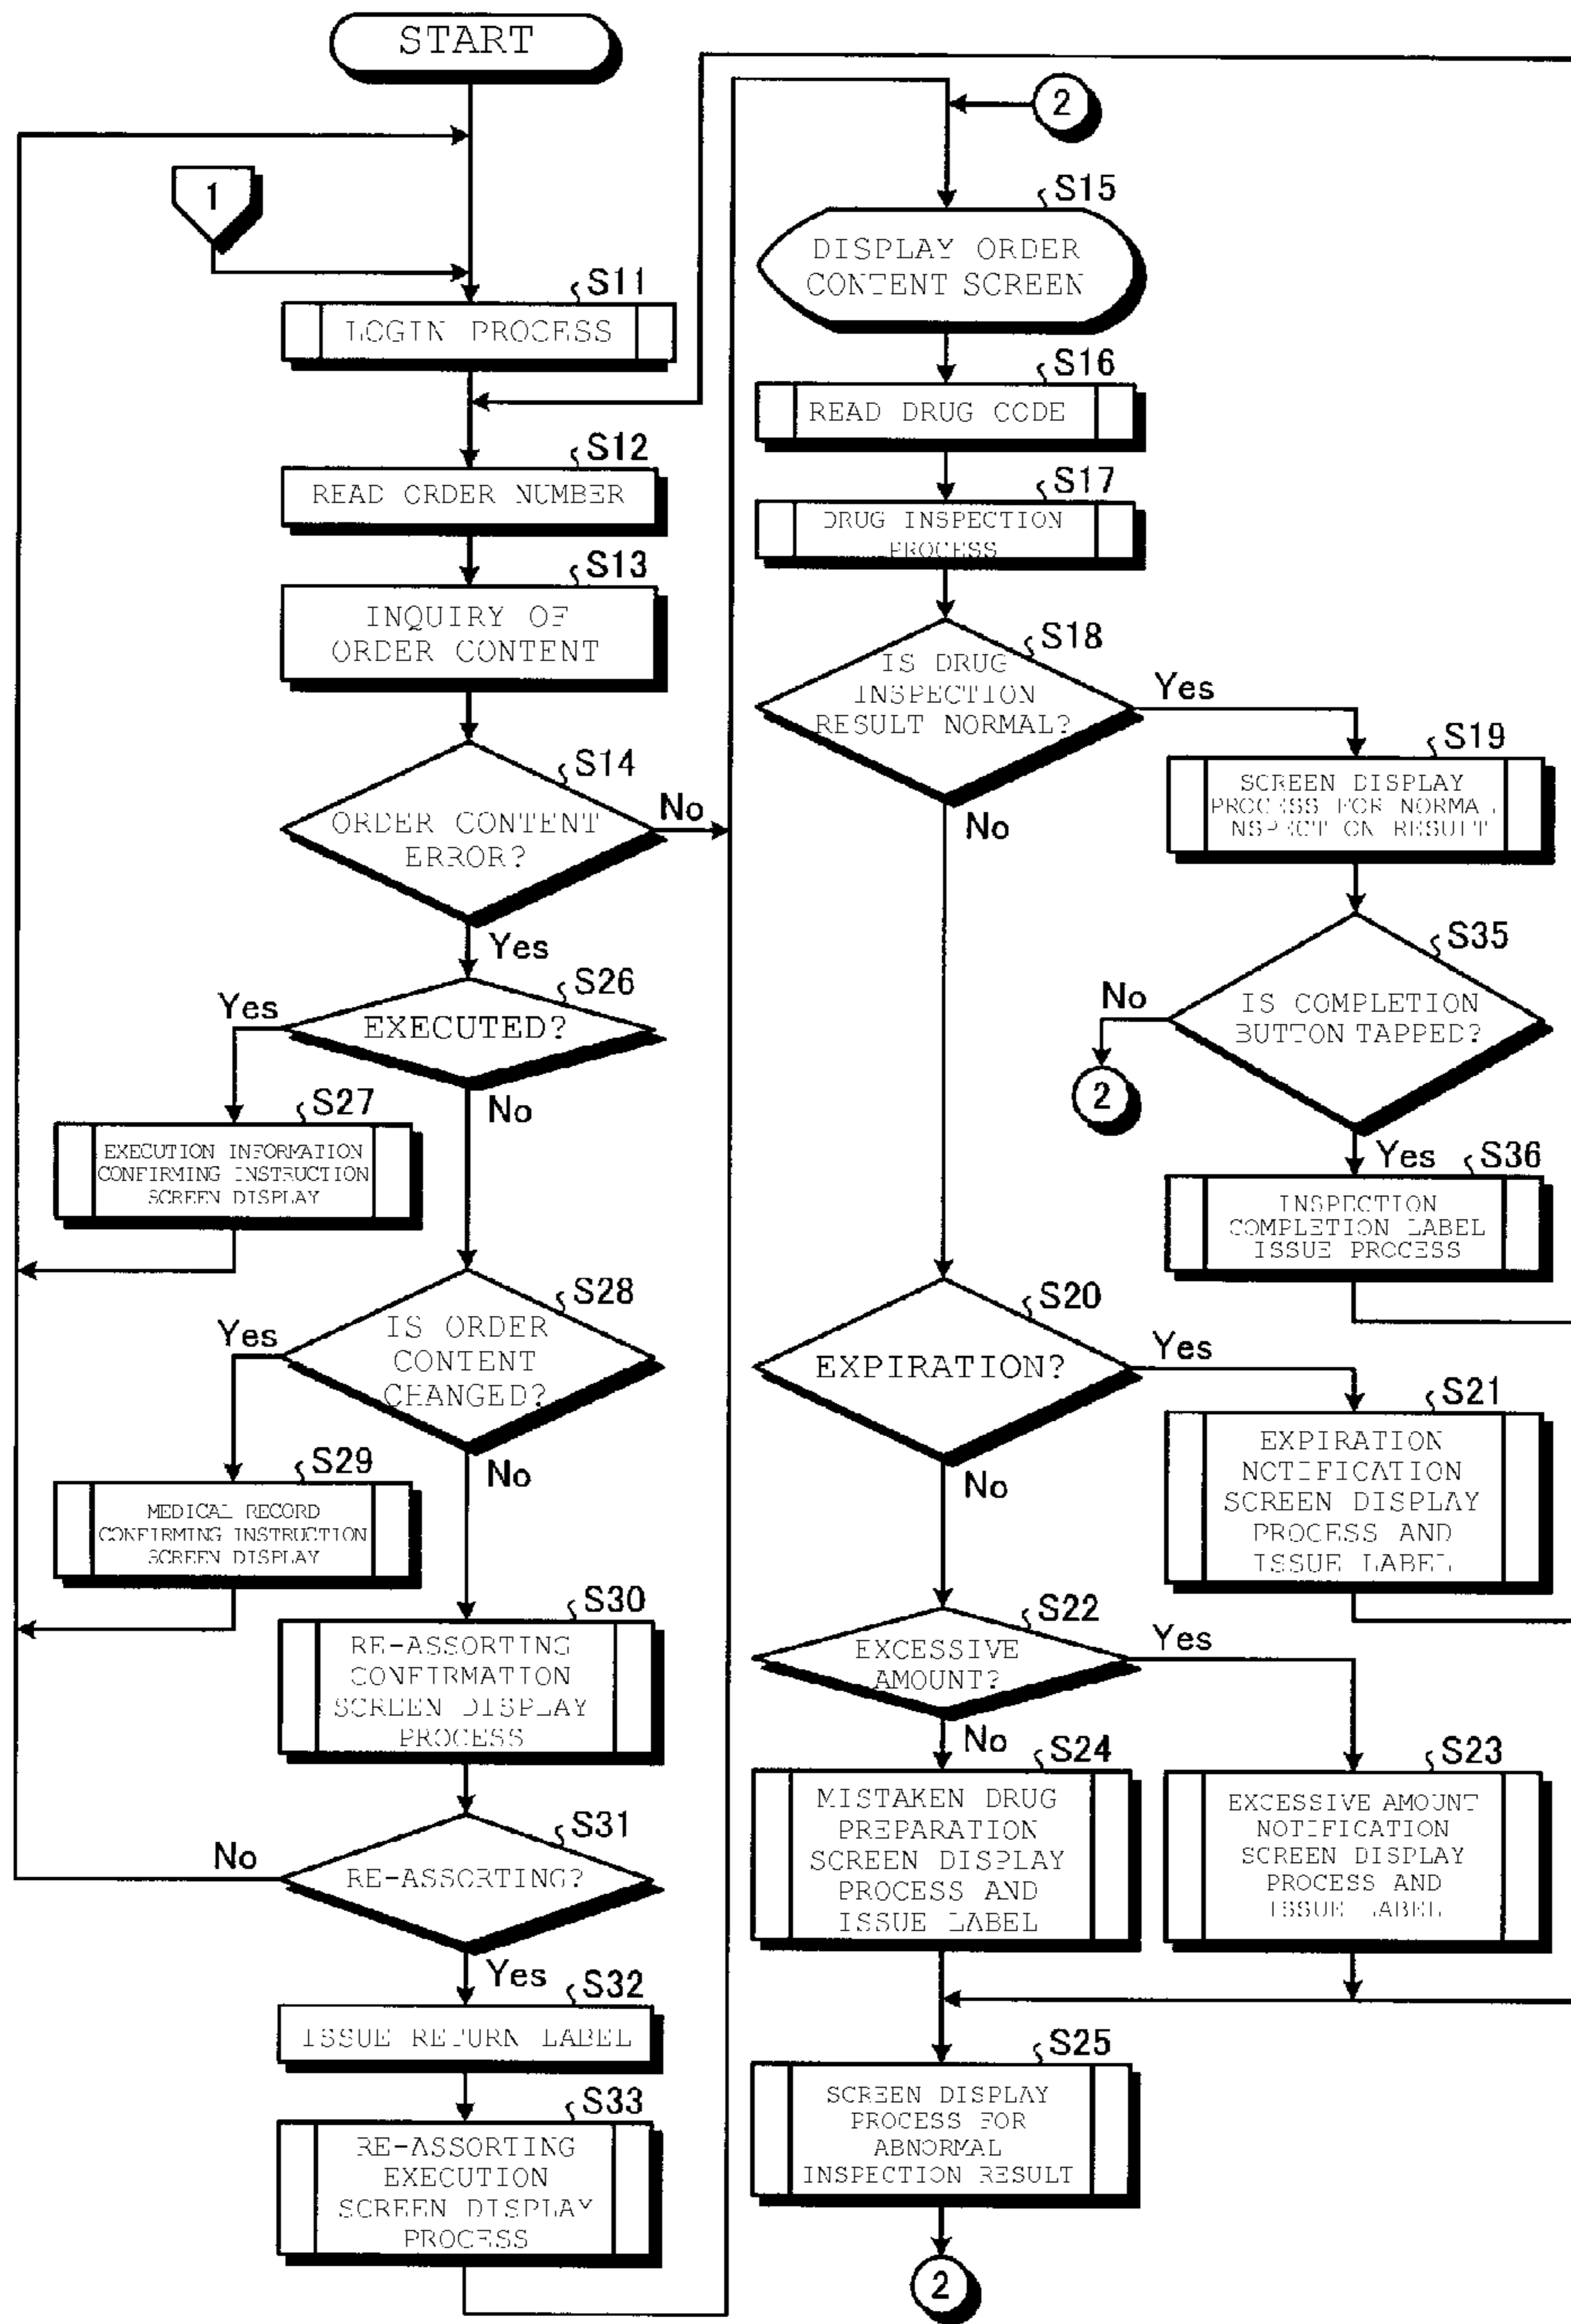 START
1
S11
LOGIN PROCESS
S12
READ ORDER NUMBER
S13
INQUIRY OF
ORDER CONTENT
S14
ORDER CONTENT
ERROR?
No
Yes
S26
EXECUTED?
Yes
No
S27
EXECUTION INFORMATION
CONFIRMING INSTRUCTION
SCREEN DISPLAY
S28
IS ORDER
CONTENT
CHANGED?
Yes
No
S29
MEDICAL RECORD
CONFIRMING INSTRUCTION
SCREEN DISPLAY
S30
RE-ASSORTING
CONFIRMATION
SCREEN DISPLAY
PROCESS
S31
RE-ASSORTING?
No
Yes
S32
ISSUE RETURN LABEL
S33
RE-ASSORTING
EXECUTION
SCREEN DISPLAY
PROCESS
2
S15
DISPLAY ORDER
CONTENT SCREEN
S16
READ DRUG CODE
S17
DRUG INSPECTION
PROCESS
S18
IS DRUG
INSPECTION
RESULT NORMAL?
Yes
No
S19
SCREEN DISPLAY
PROCESS FOR NORMAL
INSPECTION RESULT
S35
IS COMPLETION
BUTTON TAPPED?
No
2
Yes
S36
INSPECTION
COMPLETION LABEL
ISSUE PROCESS
S20
EXPIRATION?
Yes
No
S21
EXPIRATION
NOTIFICATION
SCREEN DISPLAY
PROCESS AND
ISSUE LABEL
S22
EXCESSIVE
AMOUNT?
Yes
No
S23
EXCESSIVE AMOUNT
NOTIFICATION
SCREEN DISPLAY
PROCESS AND
ISSUE LABEL
S24
MISTAKEN DRUG
PREPARATION
SCREEN DISPLAY
PROCESS AND
ISSUE LABEL
S25
SCREEN DISPLAY
PROCESS FOR
ABNORMAL
INSPECTION RESULT
2